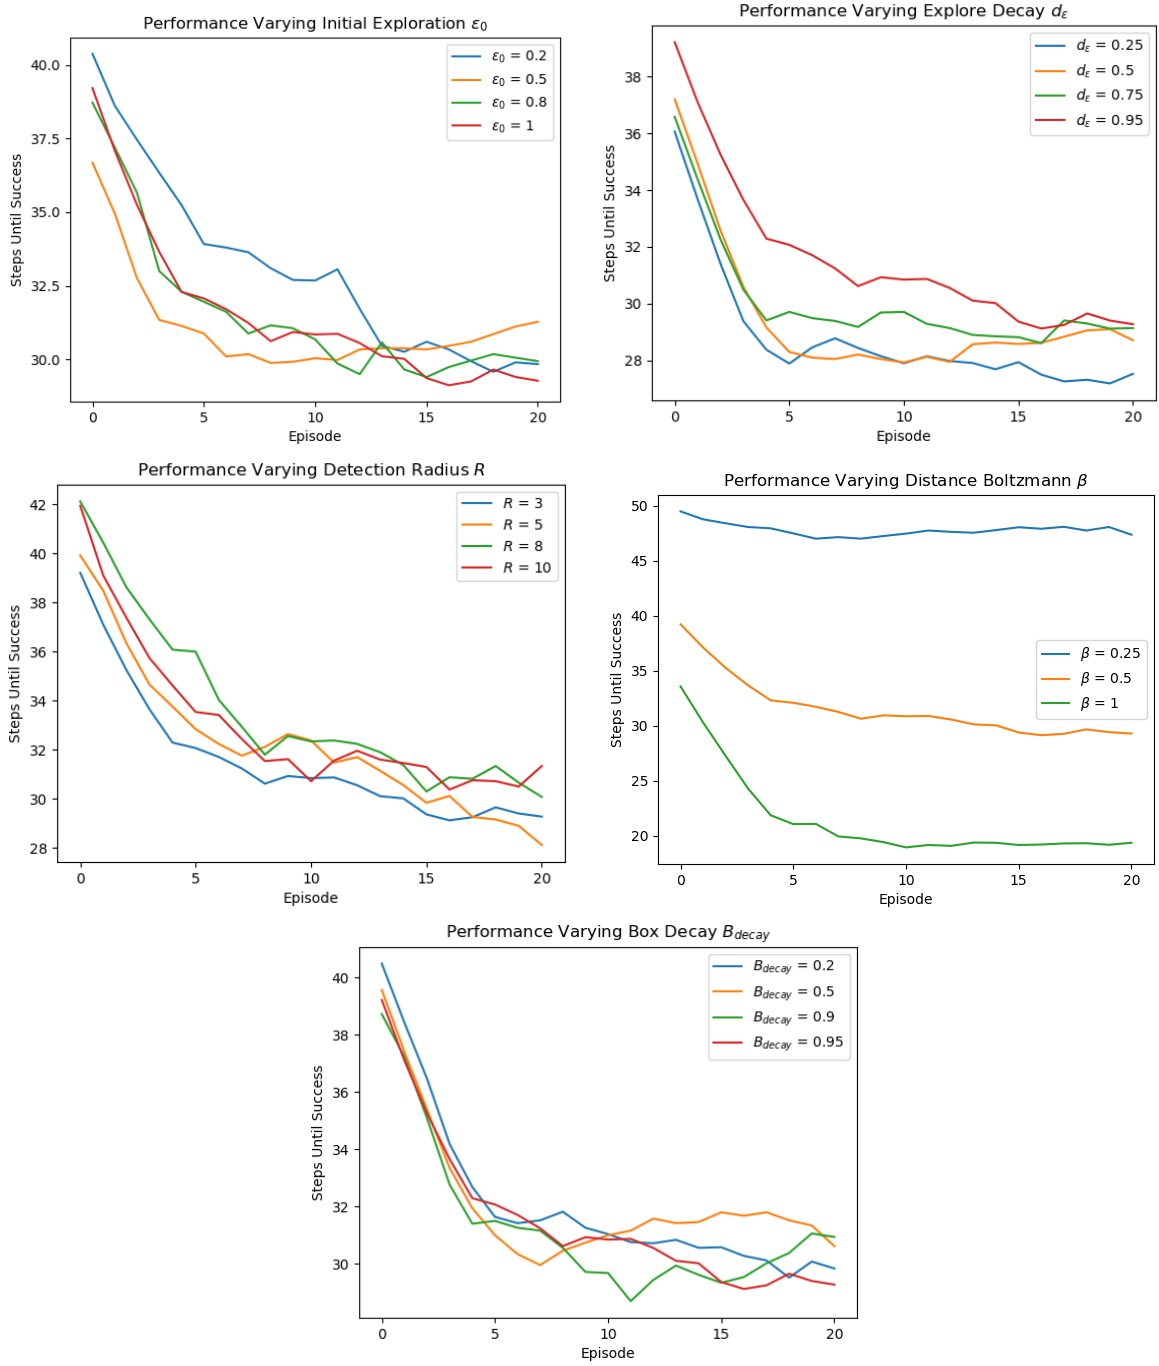 Performance Varying Initial Exploration ε₀
Steps Until Success
40.0
37.5
35.0
32.5
30.0
ε₀ = 0.2
ε₀ = 0.5
ε₀ = 0.8
ε₀ = 1
0 5 10 15 20
Episode
Performance Varying Explore Decay dε
Steps Until Success
38
36
34
32
30
28
dε = 0.25
dε = 0.5
dε = 0.75
dε = 0.95
0 5 10 15 20
Episode
Performance Varying Detection Radius R
Steps Until Success
42
40
38
36
34
32
30
28
R = 3
R = 5
R = 8
R = 10
0 5 10 15 20
Episode
Performance Varying Distance Boltzmann β
Steps Until Success
50
45
40
35
30
25
20
β = 0.25
β = 0.5
β = 1
0 5 10 15 20
Episode
Performance Varying Box Decay Bdecay
Steps Until Success
40
38
36
34
32
30
Bdecay = 0.2
Bdecay = 0.5
Bdecay = 0.9
Bdecay = 0.95
0 5 10 15 20
Episode